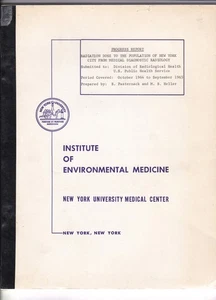 PROGRESS REPORT
RADIATION DOSE TO THE POPULATION OF NEW YORK
CITY FROM MEDICAL DIAGNOSTIC RADIOLOGY
Submitted to: Division of Radiological Health
U.S. Public Health Service
Period Covered: October 1964 to September 1965
Prepared by: B. Pasternack and M. B. Heller
INSTITUTE
OF
ENVIRONMENTAL MEDICINE
NEW YORK UNIVERSITY MEDICAL CENTER
NEW YORK, NEW YORK